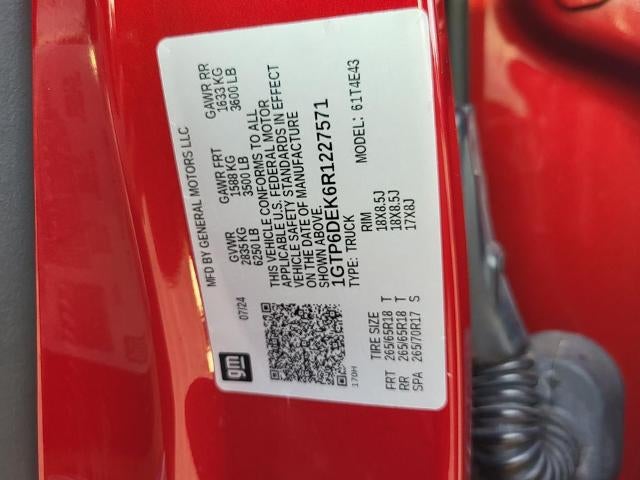 gm
07/24
MFD BY GENERAL MOTORS LLC
GVWR GAWR FRT GAWR RR
2835 KG 1588 KG 1633 KG
6250 LB 3500 LB 3600 LB
THIS VEHICLE CONFORMS TO ALL
APPLICABLE U.S. FEDERAL MOTOR
VEHICLE SAFETY STANDARDS IN EFFECT
ON THE DATE OF MANUFACTURE
SHOWN ABOVE.
1GTP6DEK6R1227571
TYPE: TRUCK MODEL: 61T4E43
170H
TIRE SIZE RIM
FRT 265/65R18 T 18X8.5J
RR 265/65R18 T 18X8.5J
SPA 265/70R17 S 17X8J